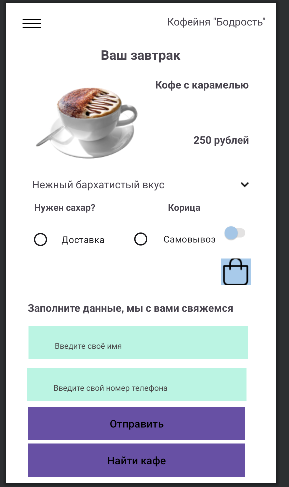 Кофейня "Бодрость"
Ваш завтрак
Кофе с карамелью
250 рублей
Нежный бархатистый вкус
Нужен сахар? Корица
Доставка Самовывоз
Заполните данные, мы с вами свяжемся
Введите своё имя
Введите свой номер телефона
Отправить
Найти кафе